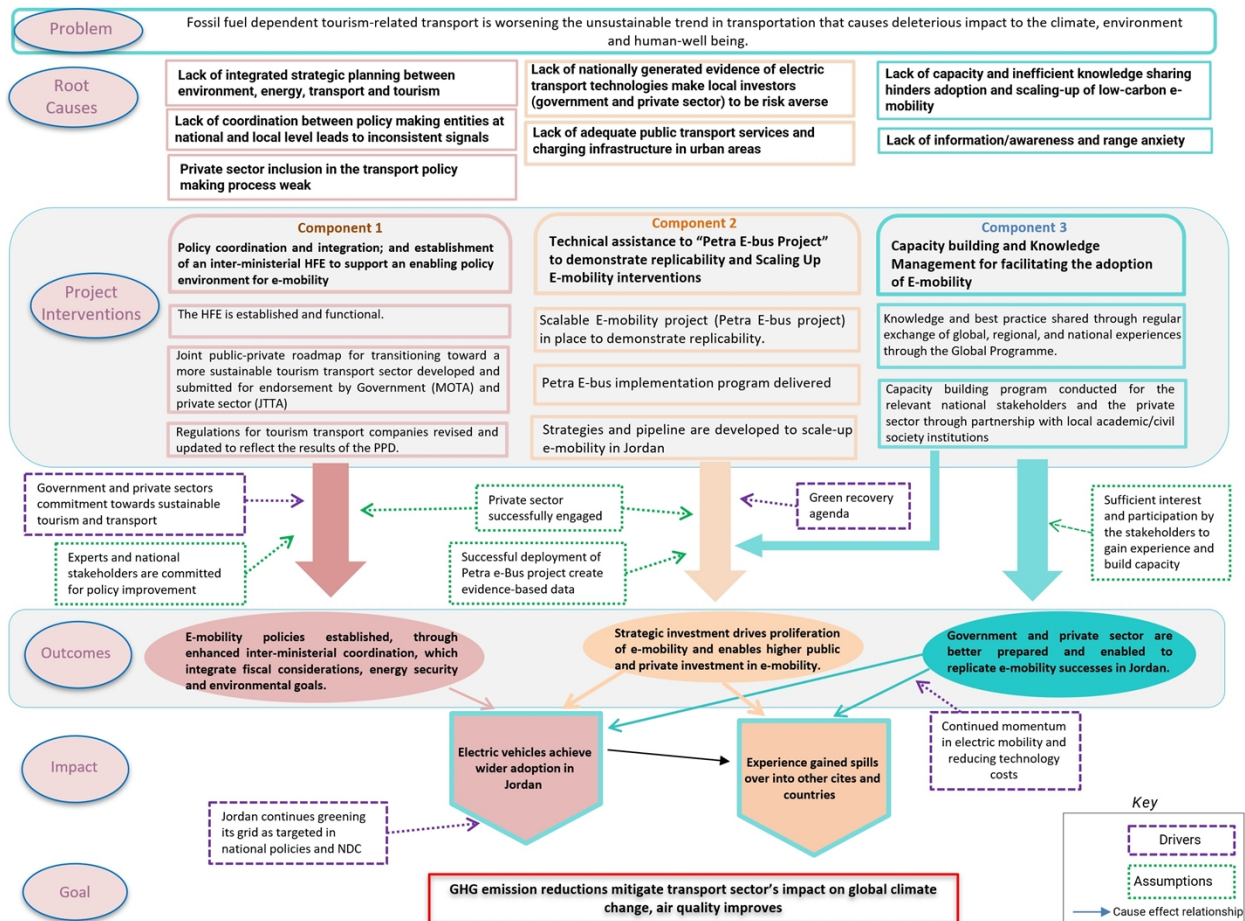 Problem
Fossil fuel dependent tourism-related transport is worsening the unsustainable trend in transportation that causes deleterious impact to the climate, environment
and human-well being.
Root
Causes
Lack of integrated strategic planning between
environment, energy, transport and tourism
Lack of coordination between policy making entities at
national and local level leads to inconsistent signals
Private sector inclusion in the transport policy
making process weak
Lack of nationally generated evidence of electric
transport technologies make local investors
(government and private sector) to be risk averse
Lack of adequate public transport services and
charging infrastructure in urban areas
Lack of capacity and inefficient knowledge sharing
hinders adoption and scaling-up of low-carbon e-
mobility
Lack of information/awareness and range anxiety
Project
Interventions
Component 1
Policy coordination and integration; and establishment
of an inter-ministerial HFE to support an enabling policy
environment for e-mobility
The HFE is established and functional.
Joint public-private roadmap for transitioning toward a
more sustainable tourism transport sector developed and
submitted for endorsement by Government (MOTA) and
private sector (JTTA)
Regulations for tourism transport companies revised and
updated to reflect the results of the PPD.
Component 2
Technical assistance to “Petra E-bus Project”
to demonstrate replicability and Scaling Up
E-mobility interventions
Scalable E-mobility project (Petra E-bus project)
in place to demonstrate replicability.
Petra E-bus implementation program delivered
Strategies and pipeline are developed to scale-up
e-mobility in Jordan
Component 3
Capacity building and Knowledge
Management for facilitating the adoption
of E-mobility
Knowledge and best practice shared through regular
exchange of global, regional, and national experiences
through the Global Programme.
Capacity building program conducted for the
relevant national stakeholders and the private
sector through partnership with local academic/civil
society institutions
Government and private sectors
commitment towards sustainable
tourism and transport
Experts and national
stakeholders are committed
for policy improvement
Private sector
successfully engaged
Successful deployment of
Petra e-Bus project create
evidence-based data
Green recovery
agenda
Sufficient interest
and participation by
the stakeholders to
gain experience and
build capacity
Outcomes
E-mobility policies established, through
enhanced inter-ministerial coordination, which
integrate fiscal considerations, energy security
and environmental goals.
Strategic investment drives proliferation
of e-mobility and enables higher public
and private investment in e-mobility.
Government and private sector are
better prepared and enabled to
replicate e-mobility successes in Jordan.
Impact
Electric vehicles achieve
wider adoption in
Jordan
Experience gained spills
over into other cites and
countries
Continued momentum
in electric mobility and
reducing technology
costs
Jordan continues greening
its grid as targeted in
national policies and NDC
Goal
GHG emission reductions mitigate transport sector’s impact on global climate
change, air quality improves
Key
Drivers
Assumptions
Cause effect relationship